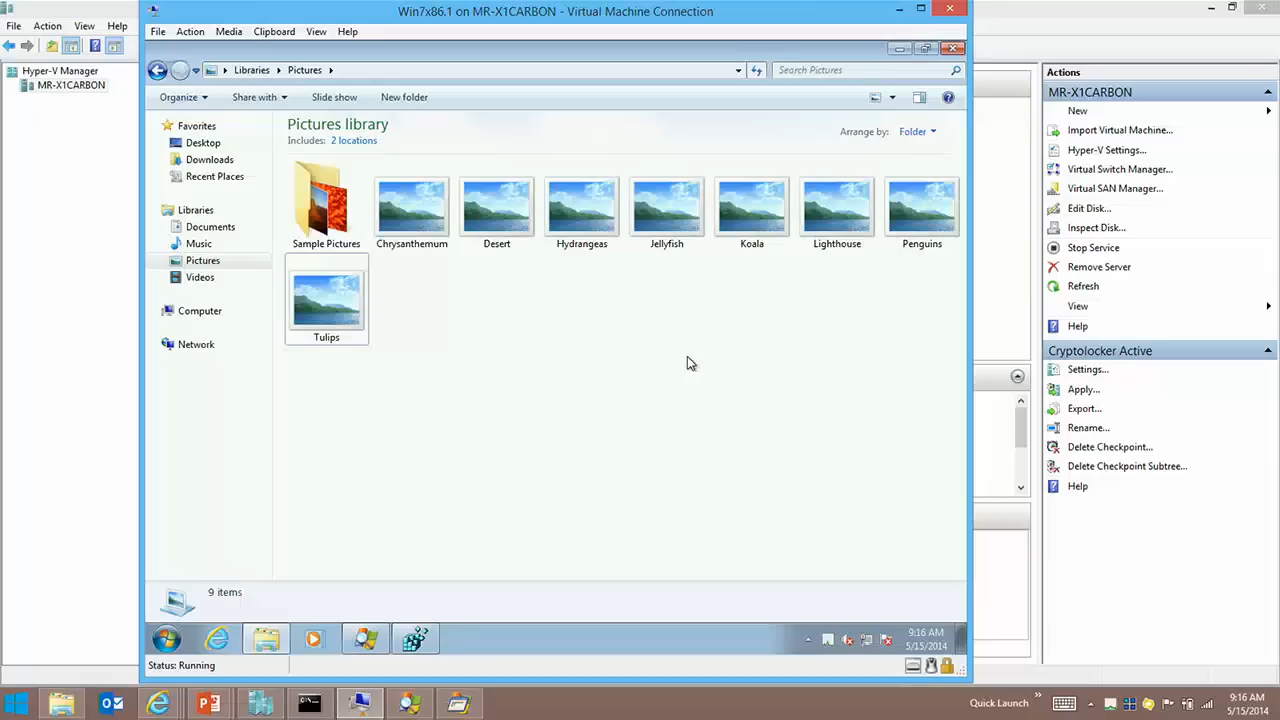 Win7x86.1 on MR-X1CARBON - Virtual Machine Connection
File Action View Help
File Action Media Clipboard View Help
Hyper-V Manager
MR-X1CARBON
Libraries Pictures
Search Pictures
Organize Share with Slide show New folder
Favorites
Desktop
Downloads
Recent Places
Libraries
Documents
Music
Pictures
Videos
Computer
Network
Pictures library
Includes: 2 locations
Arrange by: Folder
Sample Pictures Chrysanthemum Desert Hydrangeas Jellyfish Koala Lighthouse Penguins
Tulips
9 items
9:16 AM
5/15/2014
Status: Running
Actions
MR-X1CARBON
New
Import Virtual Machine...
Hyper-V Settings...
Virtual Switch Manager...
Virtual SAN Manager...
Edit Disk...
Inspect Disk...
Stop Service
Remove Server
Refresh
View
Help
Cryptolocker Active
Settings...
Apply...
Export...
Rename...
Delete Checkpoint...
Delete Checkpoint Subtree...
Help
Quick Launch
9:16 AM
5/15/2014